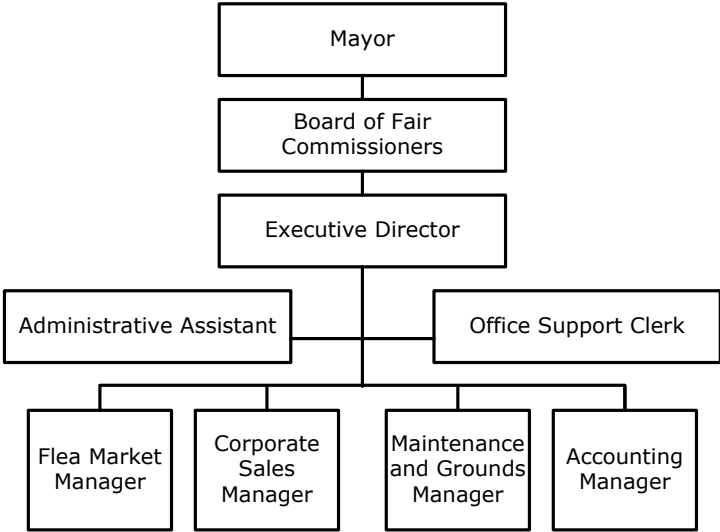 Mayor
Board of Fair
Commissioners
Executive Director
Administrative Assistant
Office Support Clerk
Flea Market
Manager
Corporate
Sales
Manager
Maintenance
and Grounds
Manager
Accounting
Manager